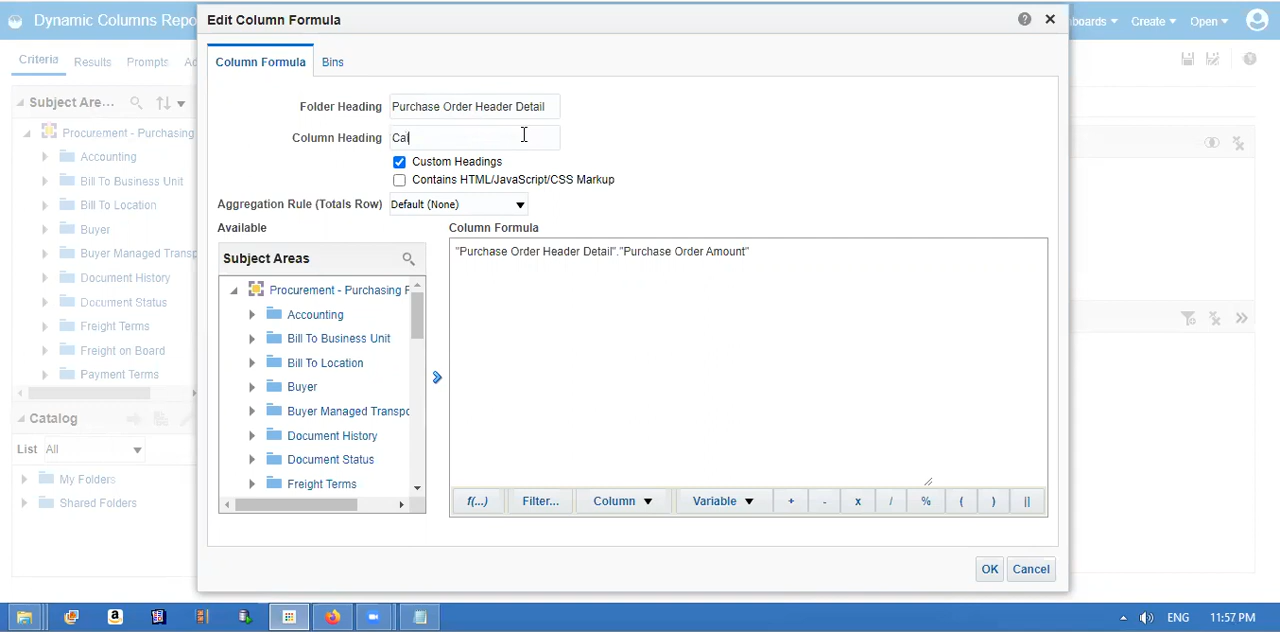 Dynamic Columns Repo
Edit Column Formula
boards
Create
Open
Criteria
Results
Prompts
Ad
Column Formula
Bins
Subject Are...
Procurement - Purchasing
Accounting
Bill To Business Unit
Bill To Location
Buyer
Buyer Managed Transp
Document History
Document Status
Freight Terms
Freight on Board
Payment Terms
Catalog
List All
My Folders
Shared Folders
Folder Heading Purchase Order Header Detail
Column Heading Cal
Custom Headings
Contains HTML/JavaScript/CSS Markup
Aggregation Rule (Totals Row) Default (None)
Available
Subject Areas
Procurement - Purchasing F
Accounting
Bill To Business Unit
Bill To Location
Buyer
Buyer Managed Transpo
Document History
Document Status
Freight Terms
Column Formula
"Purchase Order Header Detail"."Purchase Order Amount"
f(...) Filter... Column Variable + - x / % ( ) ||
OK Cancel
ENG 11:57 PM